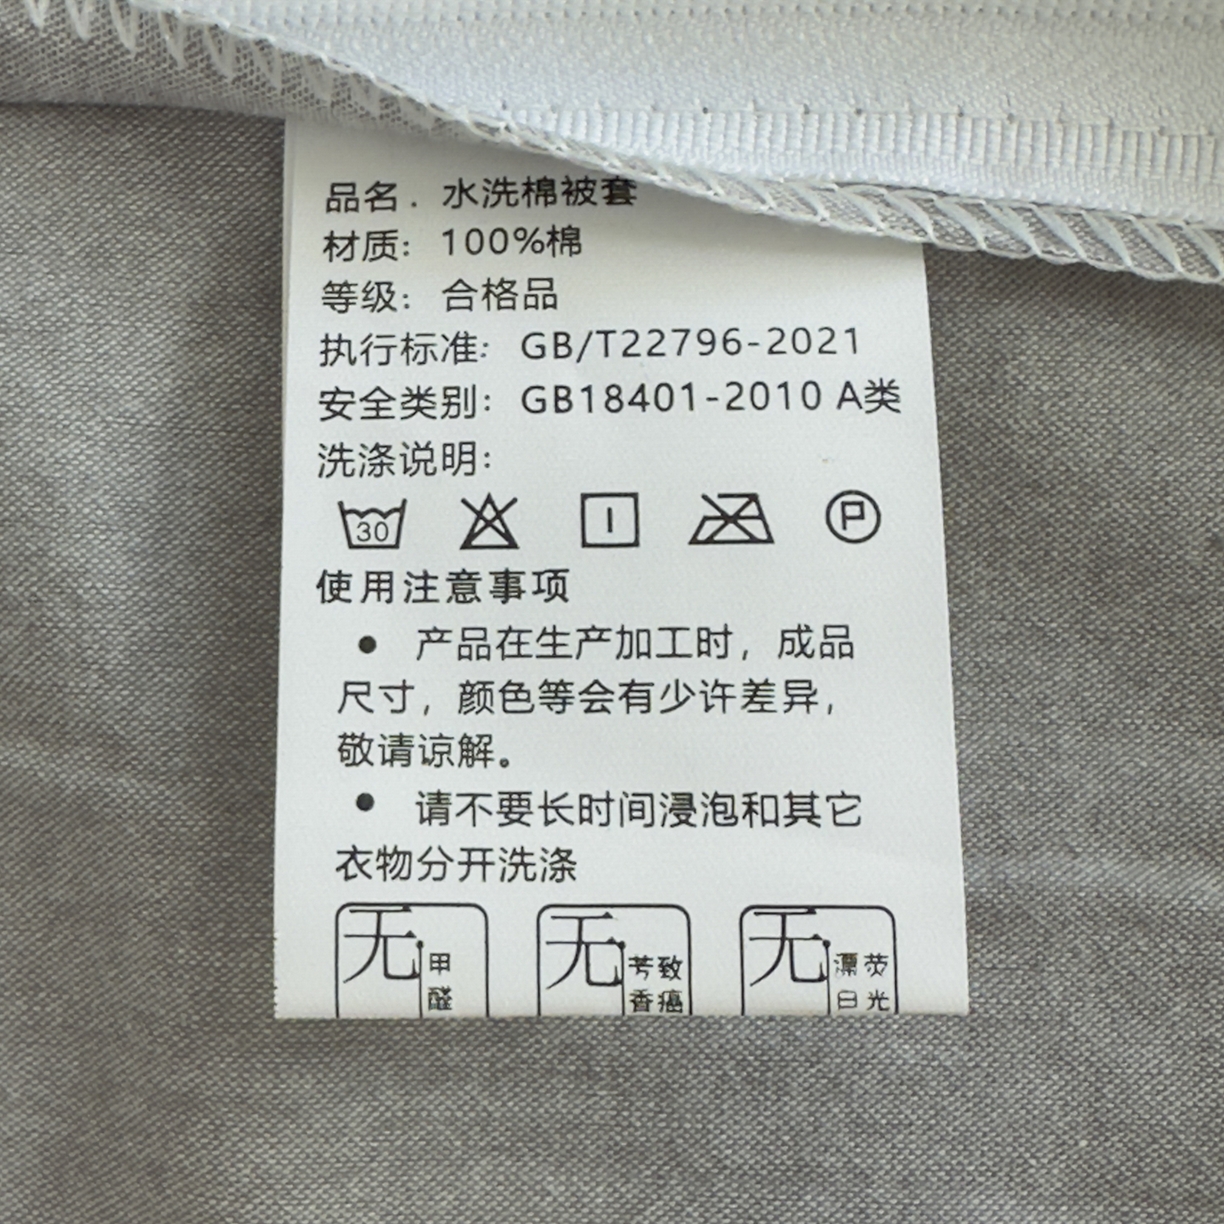 品名. 水洗棉被套
材质: 100%棉
等级: 合格品
执行标准: GB/T22796-2021
安全类别: GB18401-2010 A类
洗涤说明:
30 I P
使用注意事项
● 产品在生产加工时，成品
尺寸，颜色等会有少许差异，
敬请谅解。
● 请不要长时间浸泡和其它
衣物分开洗涤
无甲醛 无芳香致癌 无漂白荧光